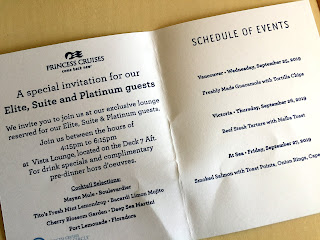 PRINCESS CRUISES
come back new
A special invitation for our
Elite, Suite and Platinum guests
We invite you to join us at our exclusive lounge
reserved for our Elite, Suite & Platinum guests.
Join us between the hours of
4:15pm to 6:15pm
at Vista Lounge, located on the Deck 7 Aft.
For drink specials and complimentary
pre-dinner hors d'oeuvres.
Cocktail Selections:
Mayan Mule • Boulevardier
Tito's Fresh Mint Lemondrop • Bacardi Limon Mojito
Cherry Blossom Garden • Deep Sea Martini
Port Lemonade • Floradora
SCHEDULE OF EVENTS
Vancouver - Wednesday, September 25, 2019
Freshly Made Guacamole with Tortilla Chips
Victoria - Thursday, September 26, 2019
Beef Steak Tartare with Melba Toast
At Sea - Friday, September 27, 2019
Smoked Salmon with Toast Points, Onion Rings, Cape